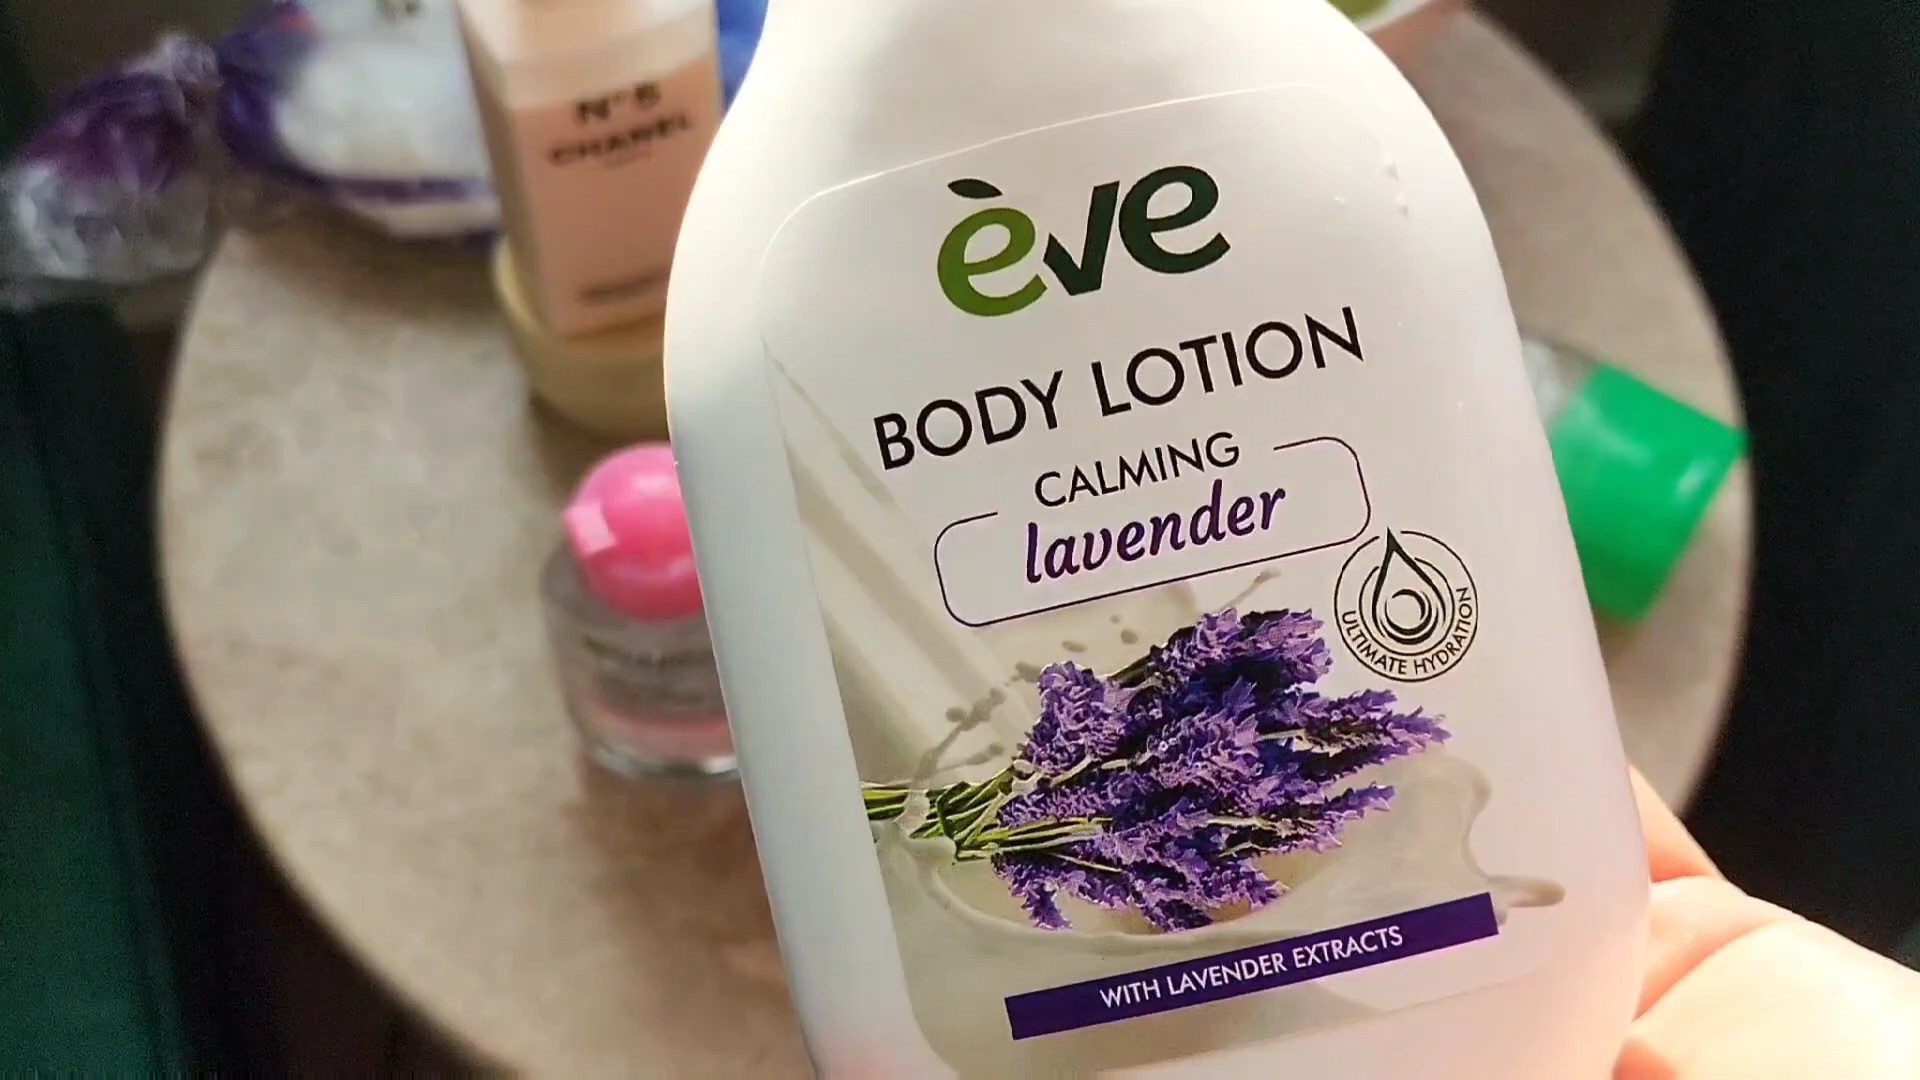 N°5
CHANEL
ève
BODY LOTION
CALMING
lavender
ULTIMATE HYDRATION
WITH LAVENDER EXTRACTS